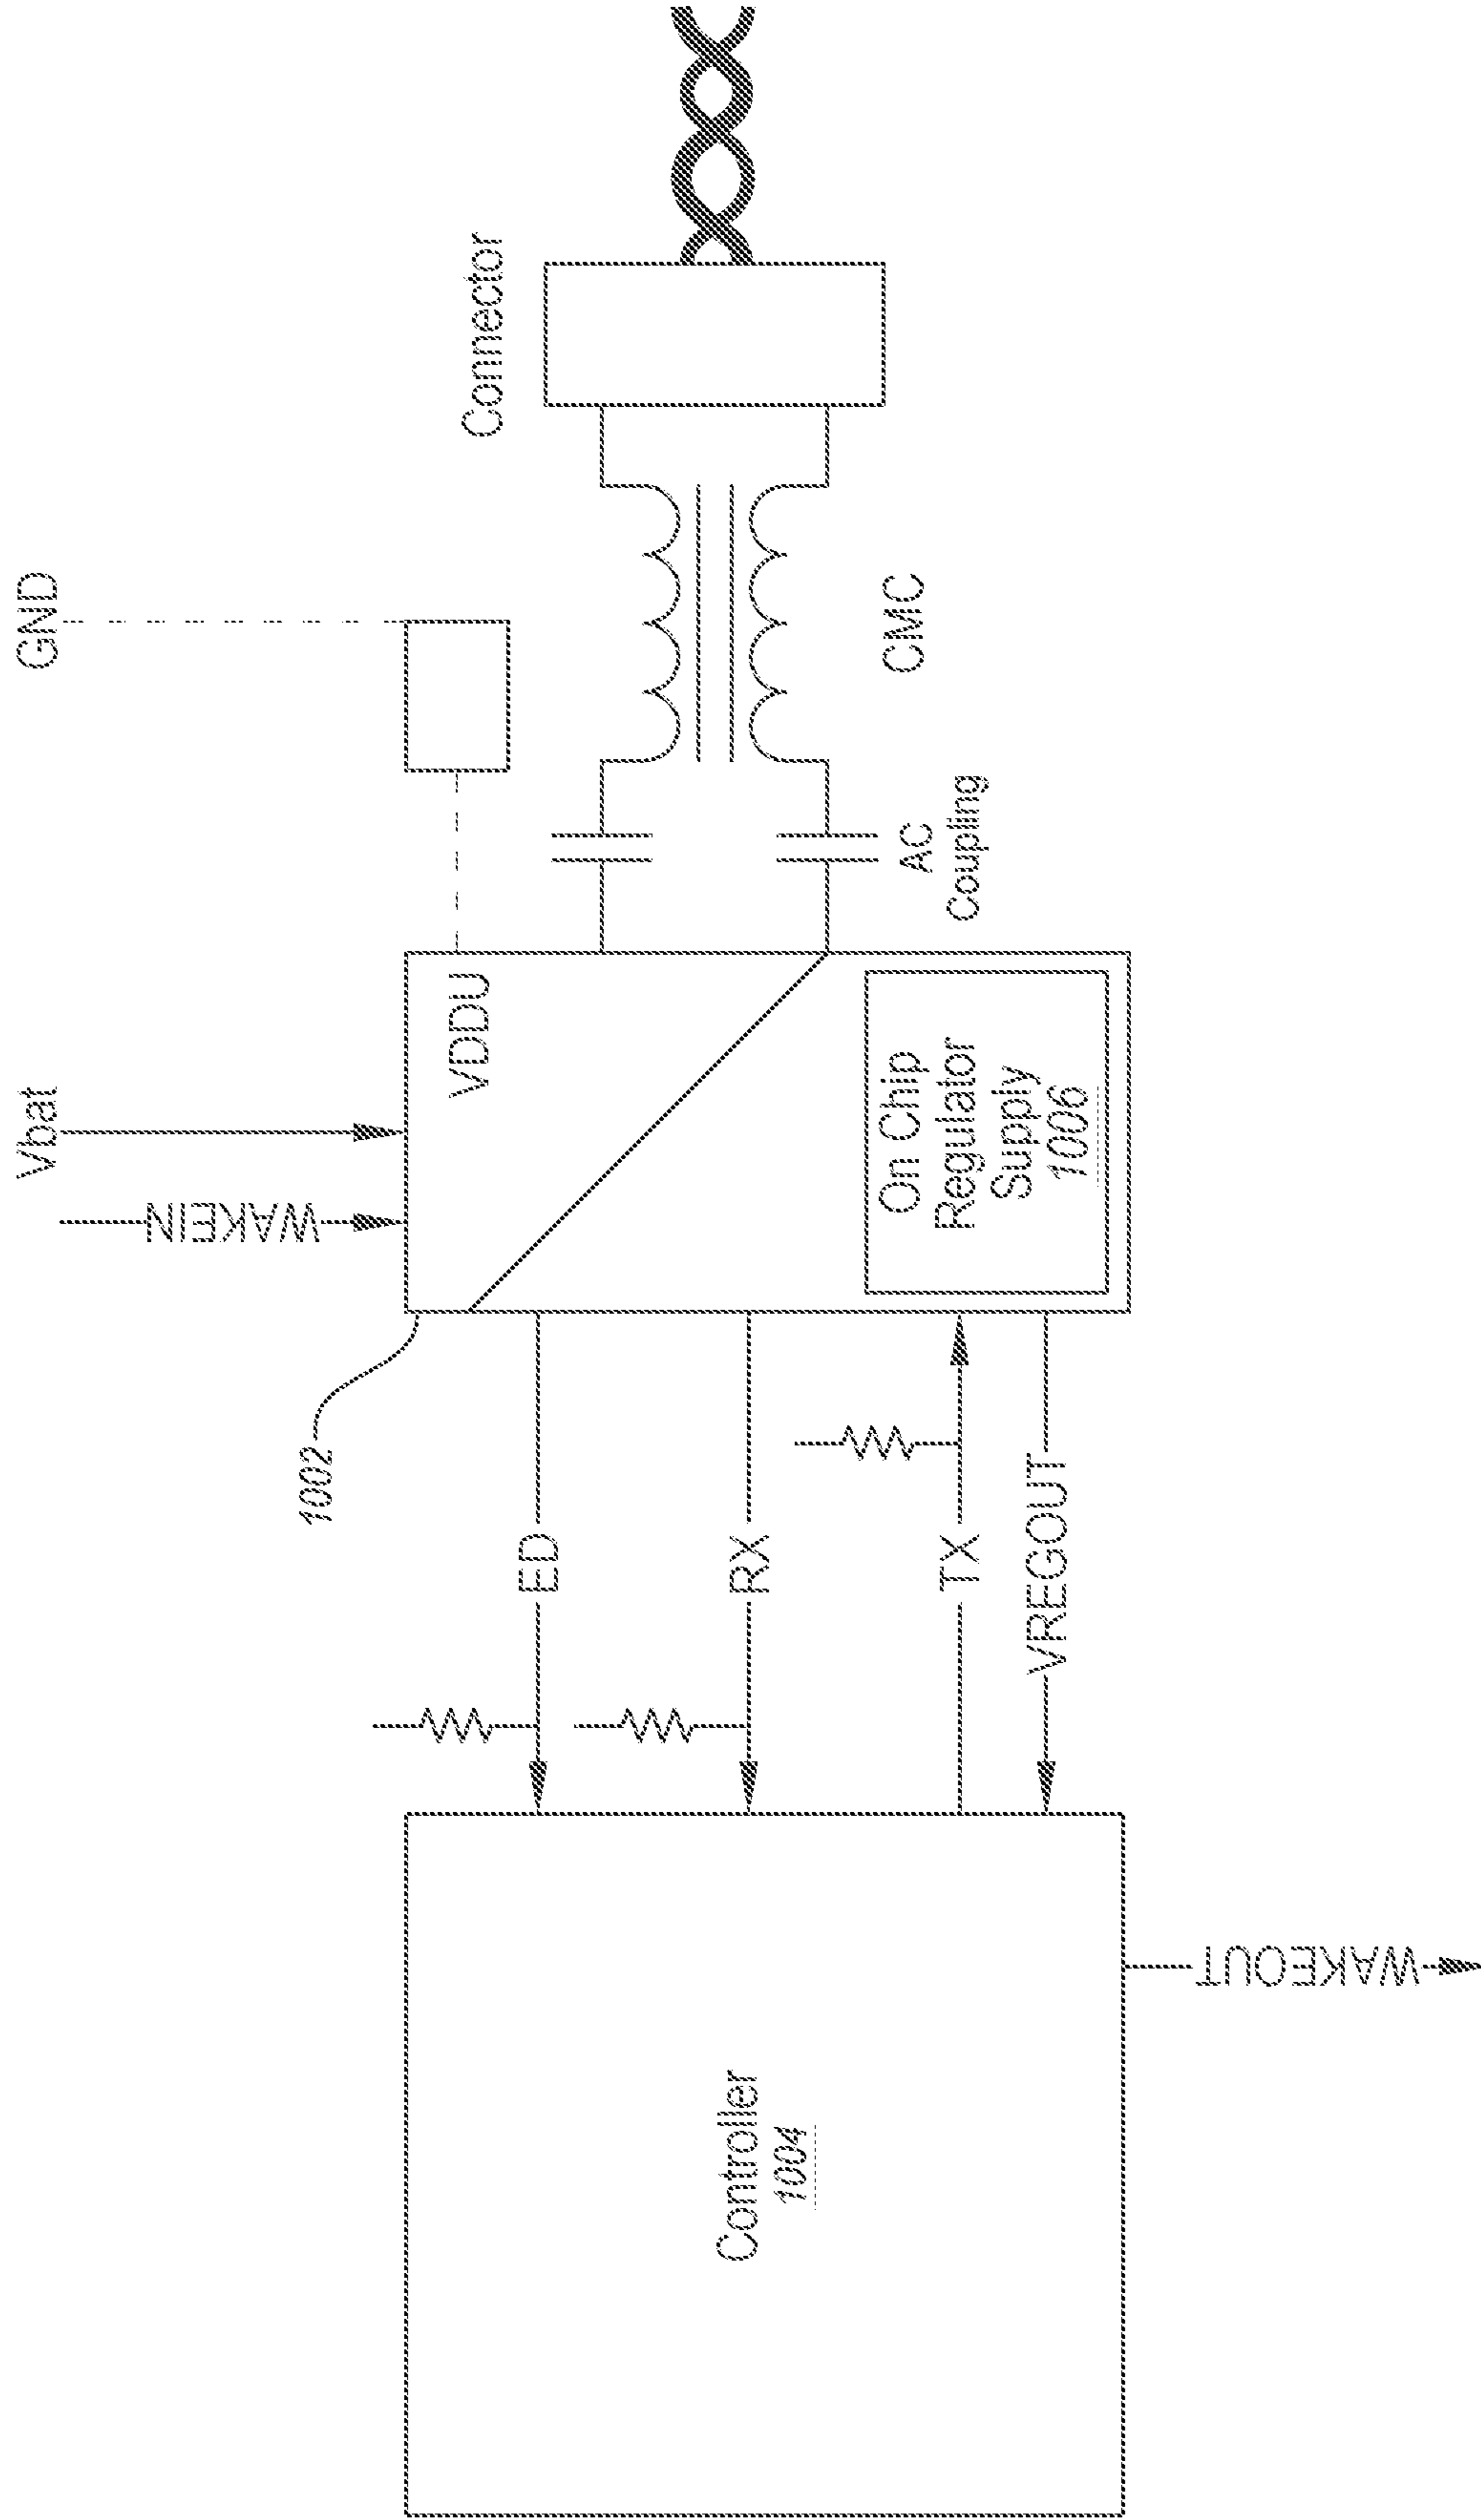 GND
Vbat
WAKEIN
Connector
VDDU
CMC
AC
Coupling
On Chip
Regulator
Supply
1006
1002
ED
RX
TX
VREGOUT
Controller
1004
WAKEOUT